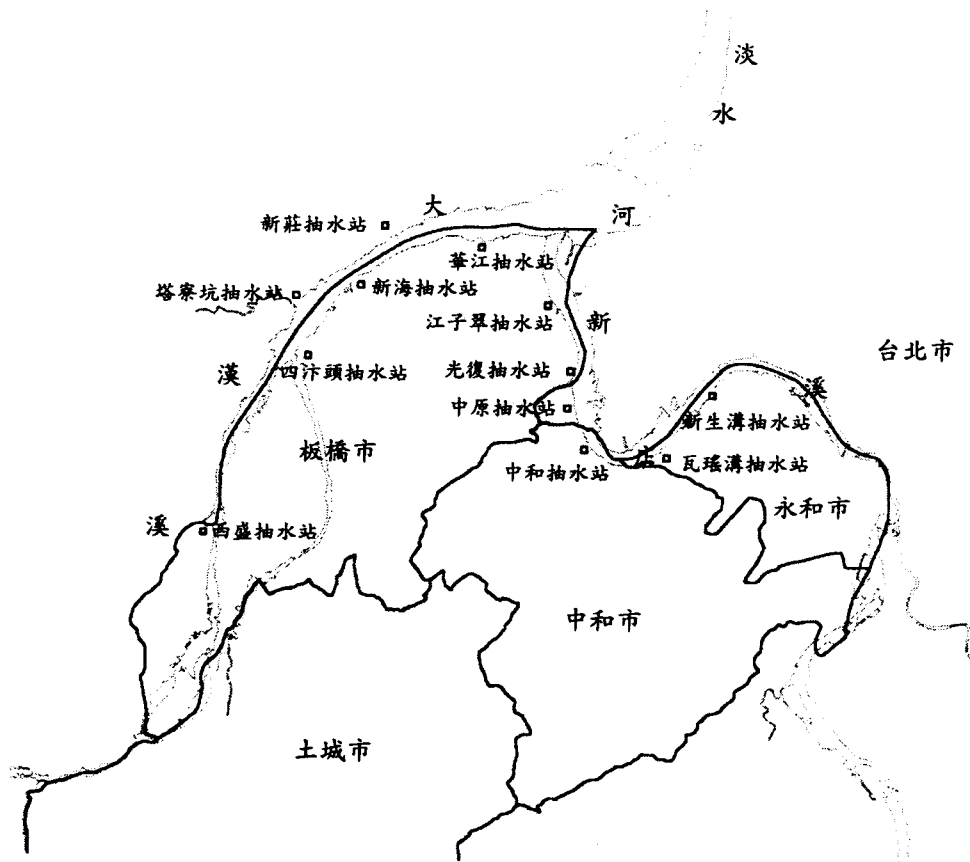 淡
水
河
大
漢
溪
新
店
溪
新莊抽水站
華江抽水站
塔寮坑抽水站
新海抽水站
江子翠抽水站
台北市
四汴頭抽水站
光復抽水站
中原抽水站
新生溝抽水站
板橋市
中和抽水站
瓦瑤溝抽水站
永和市
西盛抽水站
中和市
土城市